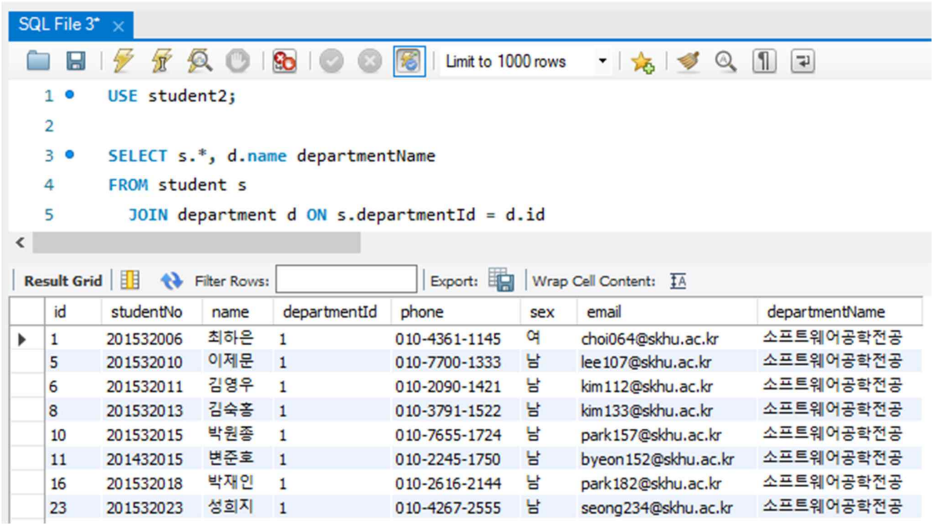 SQL File 3*
Limit to 1000 rows
1 USE student2;
2
3 SELECT s.*, d.name departmentName
4 FROM student s
5 JOIN department d ON s.departmentId = d.id
Result Grid Filter Rows: Export: Wrap Cell Content:
id studentNo name departmentId phone sex email departmentName
1 201532006 최하은 1 010-4361-1145 여 choi064@skhu.ac.kr 소프트웨어공학전공
5 201532010 이제문 1 010-7700-1333 남 lee107@skhu.ac.kr 소프트웨어공학전공
6 201532011 김영우 1 010-2090-1421 남 kim112@skhu.ac.kr 소프트웨어공학전공
8 201532013 김숙홍 1 010-3791-1522 남 kim133@skhu.ac.kr 소프트웨어공학전공
10 201532015 박원종 1 010-7655-1724 남 park157@skhu.ac.kr 소프트웨어공학전공
11 201432015 변준호 1 010-2245-1750 남 byeon152@skhu.ac.kr 소프트웨어공학전공
16 201532018 박재인 1 010-2616-2144 남 park182@skhu.ac.kr 소프트웨어공학전공
23 201532023 성희지 1 010-4267-2555 남 seong234@skhu.ac.kr 소프트웨어공학전공